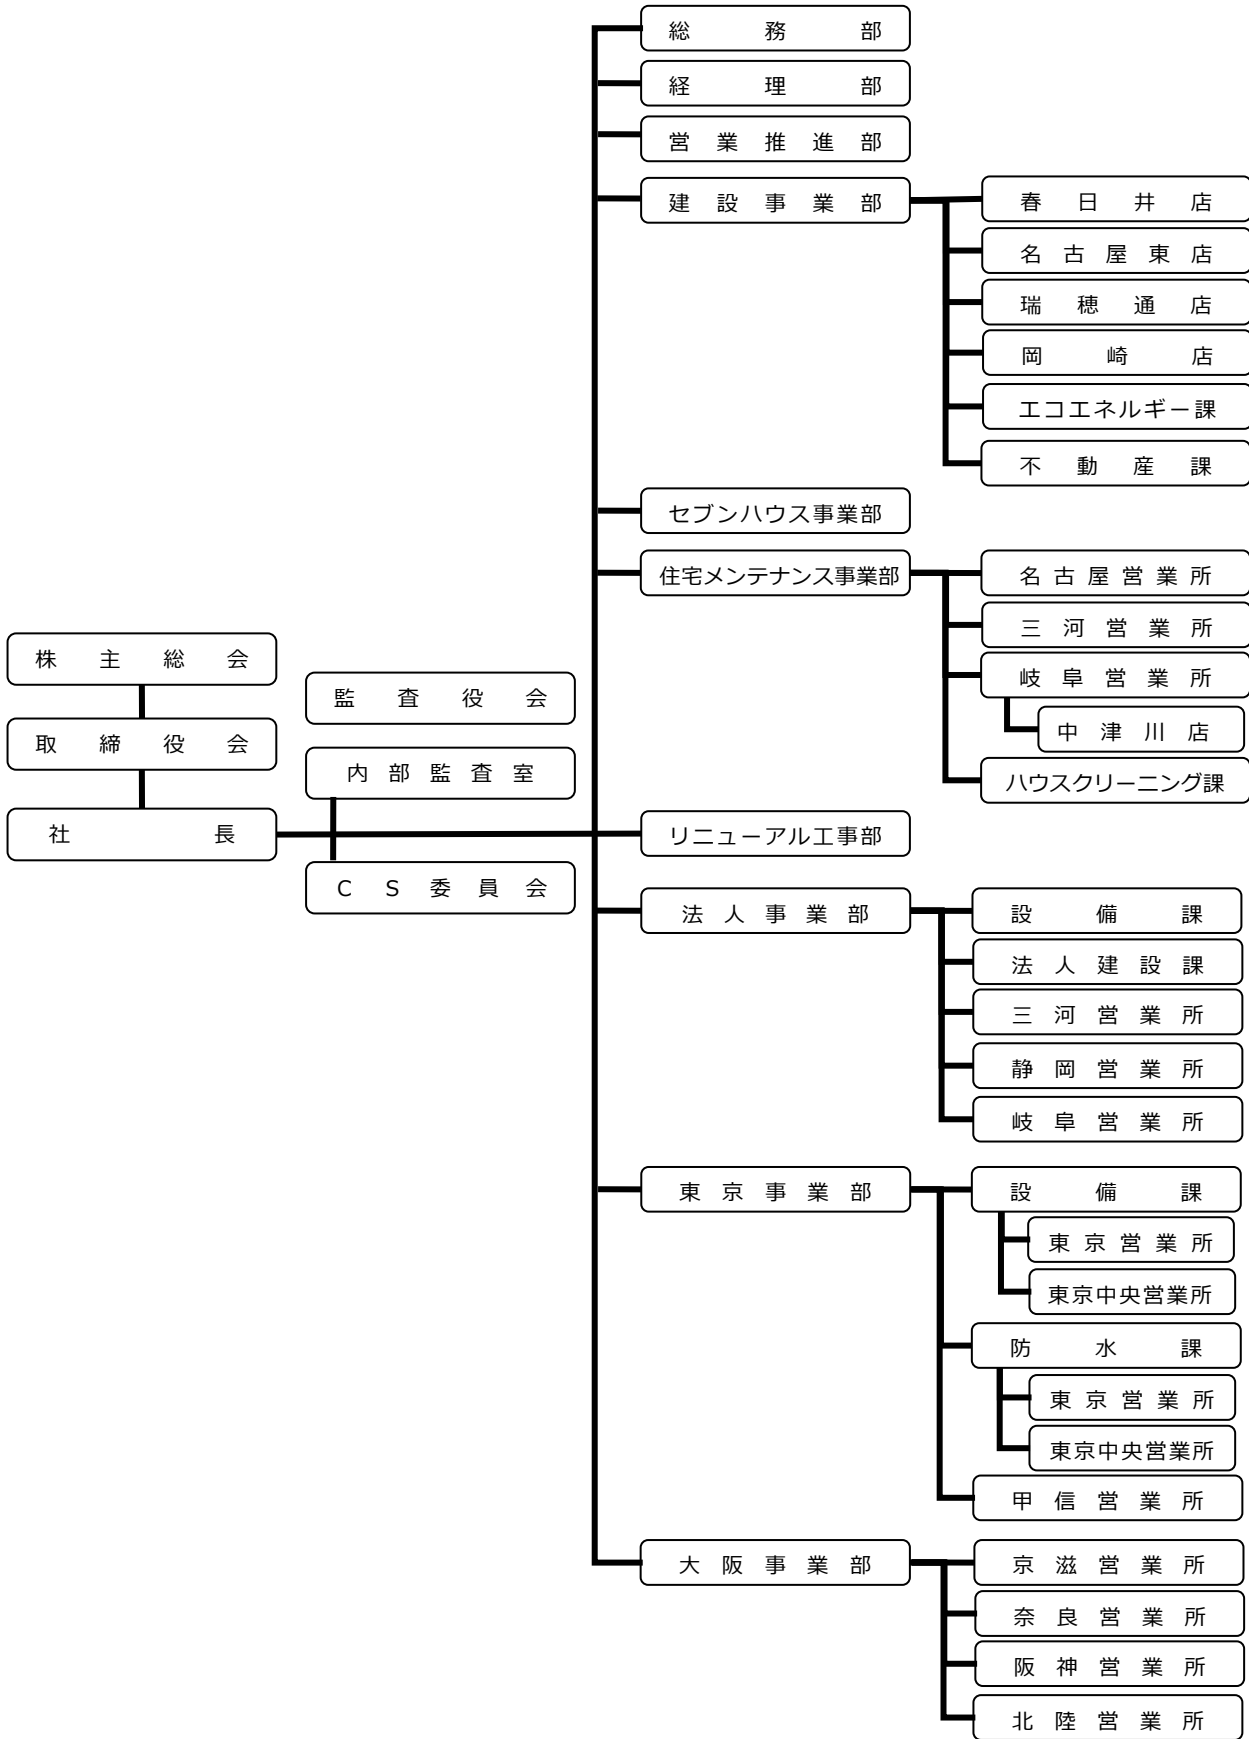 株主総会
取締役会
社長
監査役会
内部監査室
CS委員会
総務部
経理部
営業推進部
建設事業部
春日井店
名古屋東店
瑞穂通店
岡崎店
エコエネルギー課
不動産課
セブンハウス事業部
住宅メンテナンス事業部
名古屋営業所
三河営業所
岐阜営業所
中津川店
ハウスクリーニング課
リニューアル工事部
法人事業部
設備課
法人建設課
三河営業所
静岡営業所
岐阜営業所
東京事業部
設備課
東京営業所
東京中央営業所
防水課
東京営業所
東京中央営業所
甲信営業所
大阪事業部
京滋営業所
奈良営業所
阪神営業所
北陸営業所